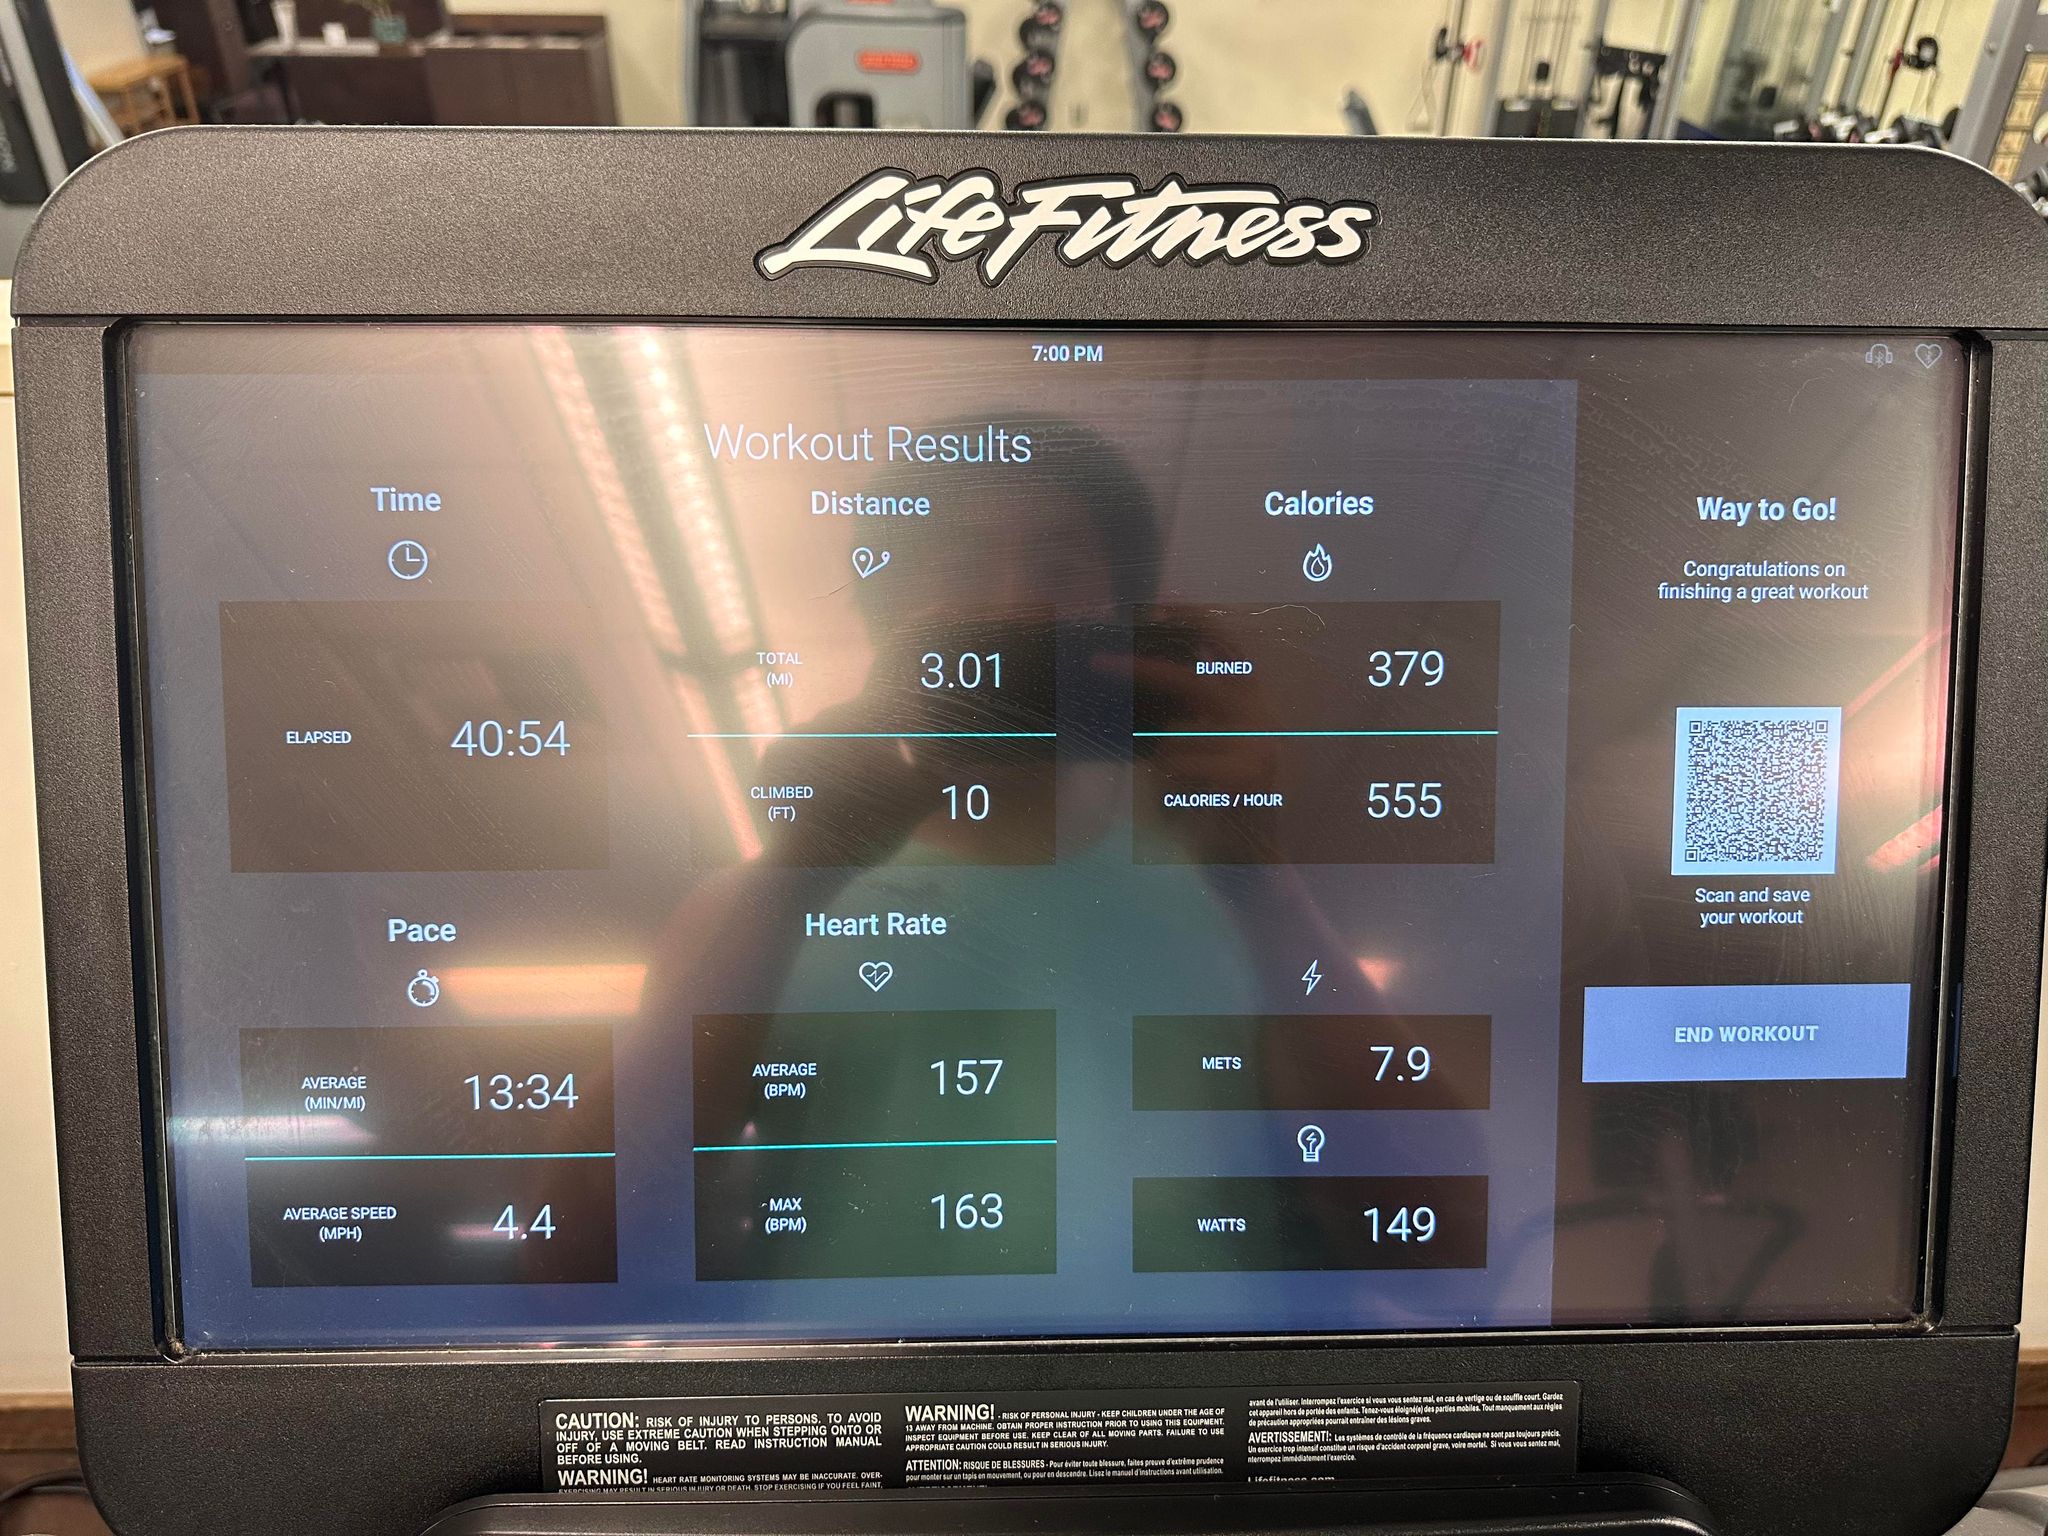 LifeFitness
7:00 PM
Workout Results
Time
ELAPSED
40:54
Distance
TOTAL
(MI)
3.01
CLIMBED
(FT)
10
Calories
BURNED
379
CALORIES / HOUR
555
Pace
AVERAGE
(MIN/MI)
13:34
AVERAGE SPEED
(MPH)
4.4
Heart Rate
AVERAGE
(BPM)
157
MAX
(BPM)
163
METS
7.9
WATTS
149
Way to Go!
Congratulations on
finishing a great workout
Scan and save
your workout
END WORKOUT
CAUTION: RISK OF INJURY TO PERSONS. TO AVOID
INJURY, USE EXTREME CAUTION WHEN STEPPING ONTO OR
OFF OF A MOVING BELT. READ INSTRUCTION MANUAL
BEFORE USING.
WARNING! HEART RATE MONITORING SYSTEMS MAY BE INACCURATE. OVER-
EXERCISING MAY RESULT IN SERIOUS INJURY OR DEATH. STOP EXERCISING IF YOU FEEL FAINT,
WARNING! - RISK OF PERSONAL INJURY - KEEP CHILDREN UNDER THE AGE OF
13 AWAY FROM MACHINE. OBTAIN PROPER INSTRUCTION PRIOR TO USING THIS EQUIPMENT.
INSPECT EQUIPMENT BEFORE USE. KEEP CLEAR OF ALL MOVING PARTS. FAILURE TO USE
APPROPRIATE CAUTION COULD RESULT IN SERIOUS INJURY.
ATTENTION: RISQUE DE BLESSURES - Pour éviter toute blessure, faites preuve d'extrême prudence
pour monter sur un tapis en mouvement, ou pour en descendre. Lisez le manuel d'instructions avant utilisation.
avant de l'utiliser. Interrompez l'exercice si vous vous sentez mal, en cas de vertige ou de souffle court. Gardez
cet appareil hors de portée des enfants. Tenez-vous éloigné(e) des parties mobiles. Tout manquement aux règles
de précaution appropriées pourrait entraîner des lésions graves.
AVERTISSEMENT!: Les systèmes de contrôle de la fréquence cardiaque ne sont pas toujours précis.
Un exercice trop intensif constitue un risque d'accident corporel grave, voire mortel. Si vous vous sentez mal,
interrompez immédiatement l'exercice.
Lifefitness.com